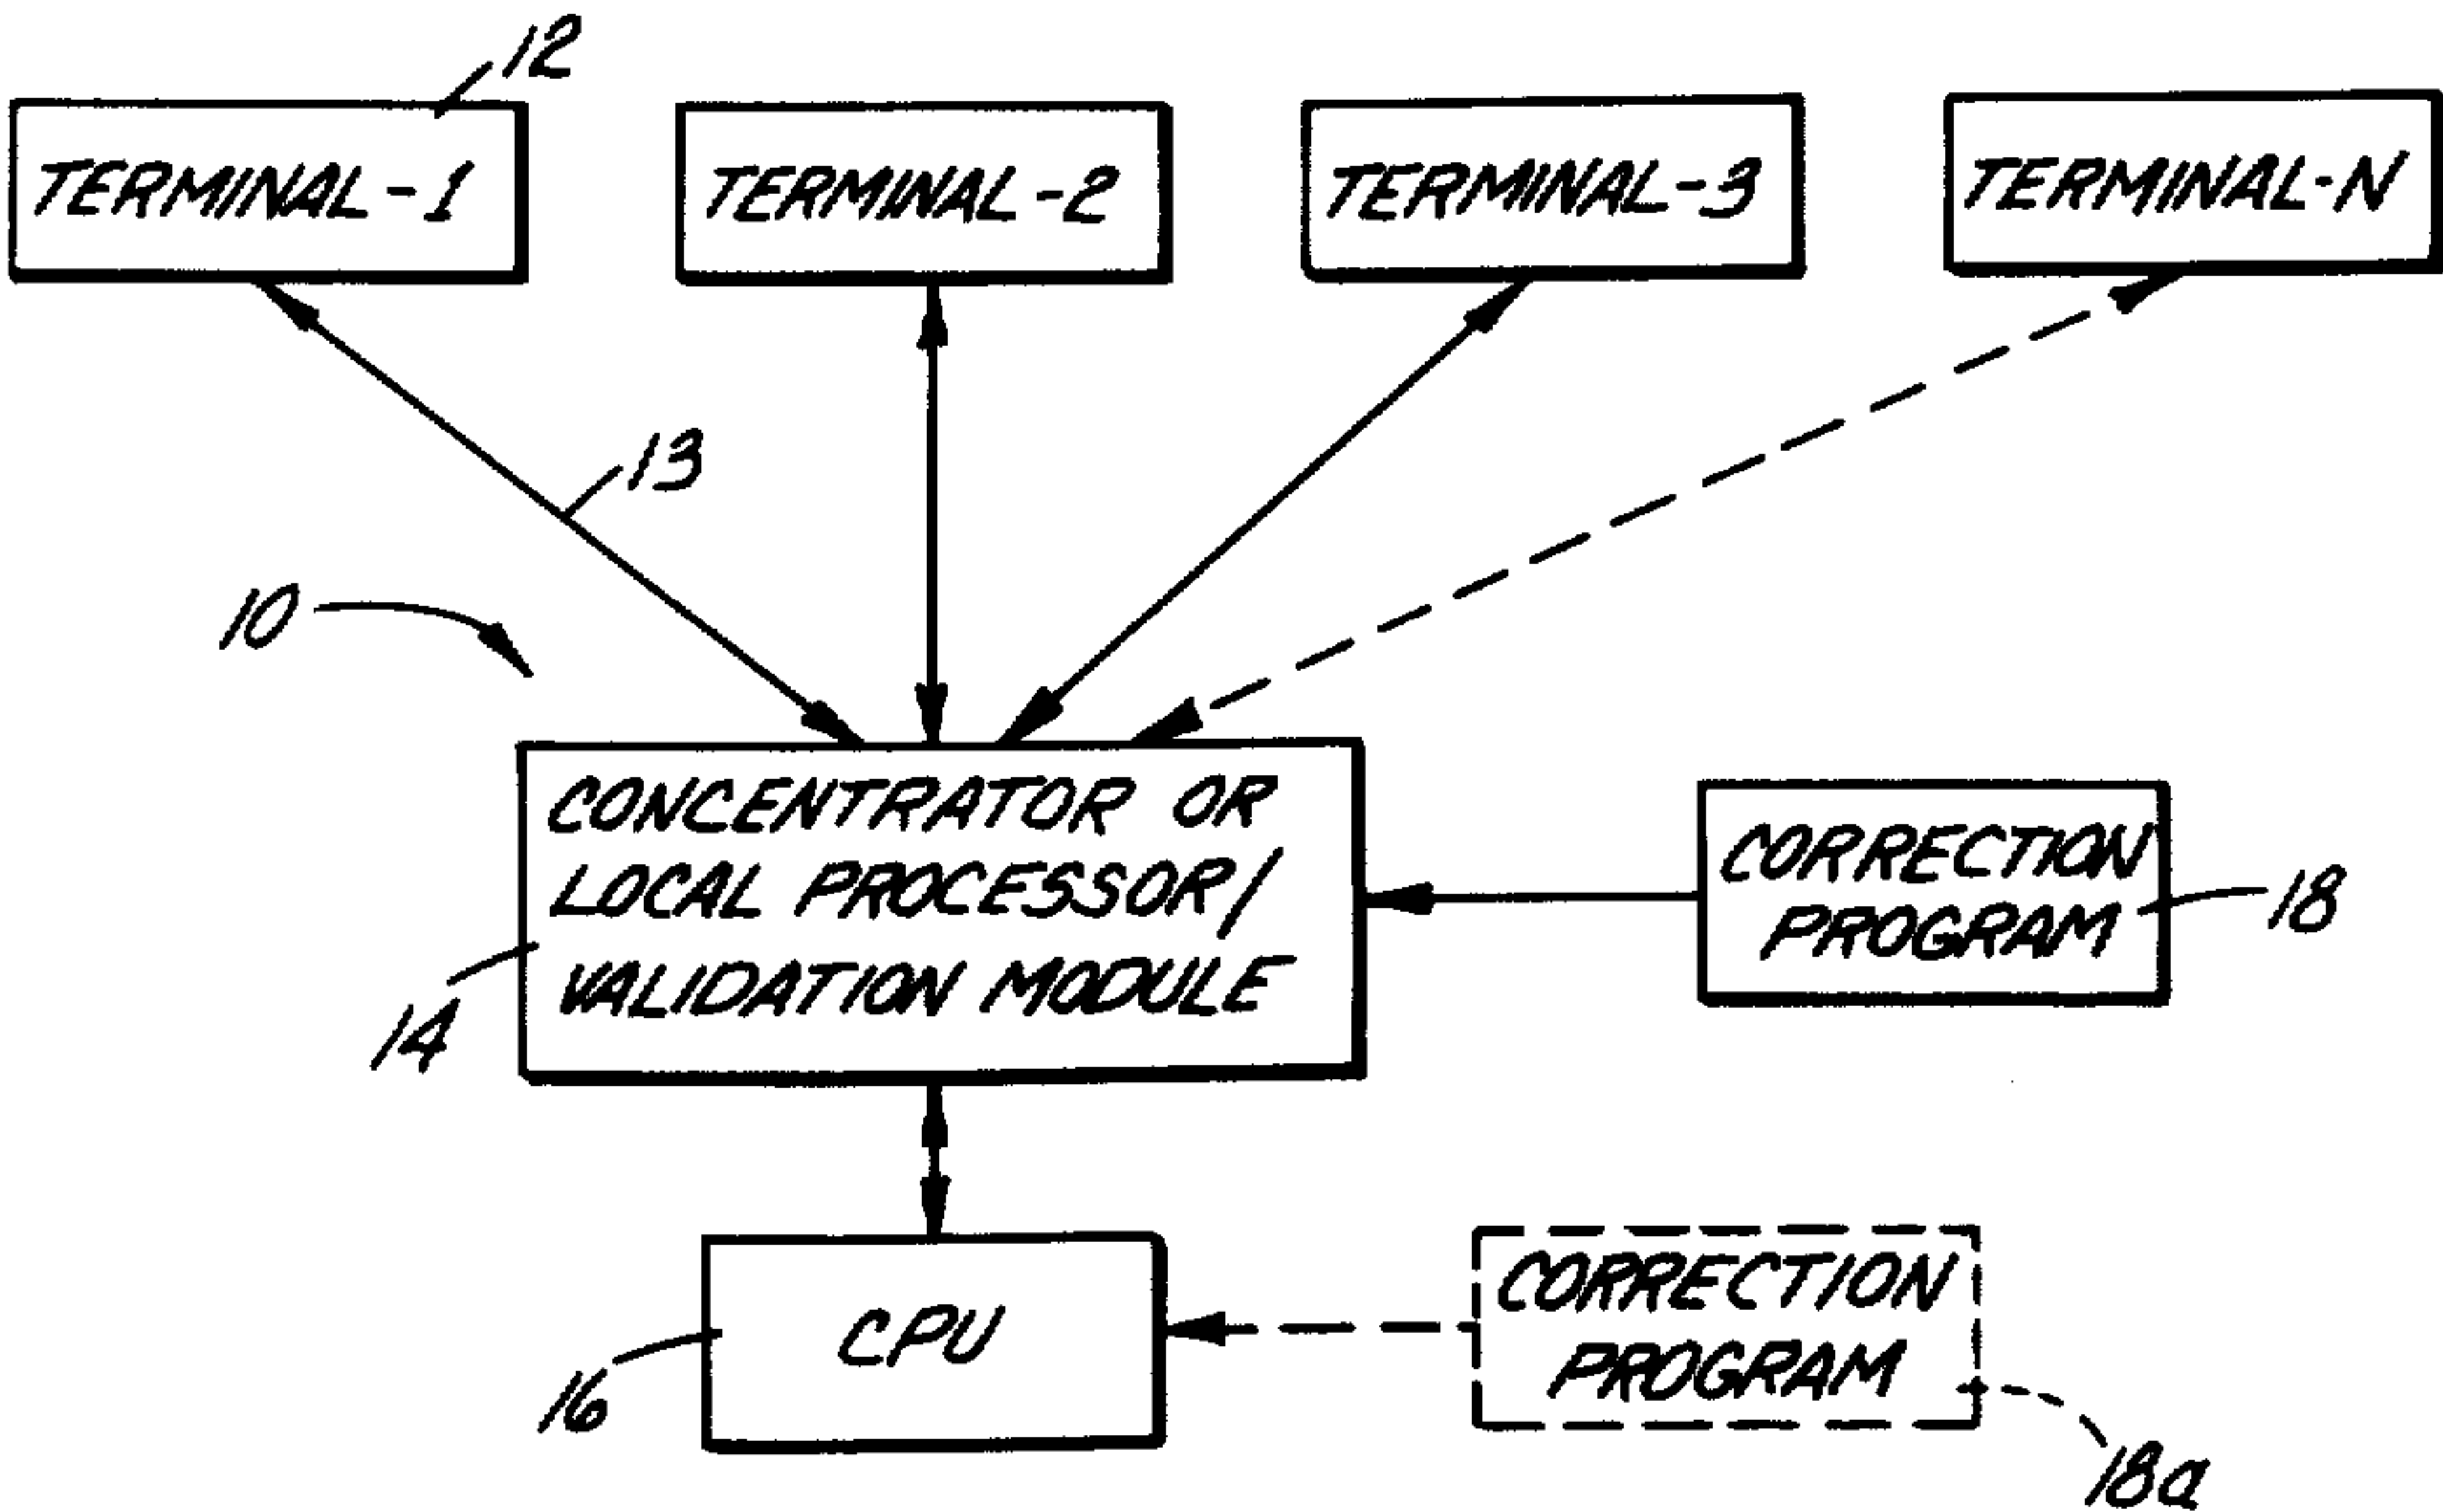 12
TERMINAL-1
TERMINAL-2
TERMINAL-3
TERMINAL-N
13
10
CONCENTRATOR OR
LOCAL PROCESSOR/
VALIDATION MODULE
14
CORRECTION
PROGRAM
18
CPU
16
CORRECTION
PROGRAM
18a